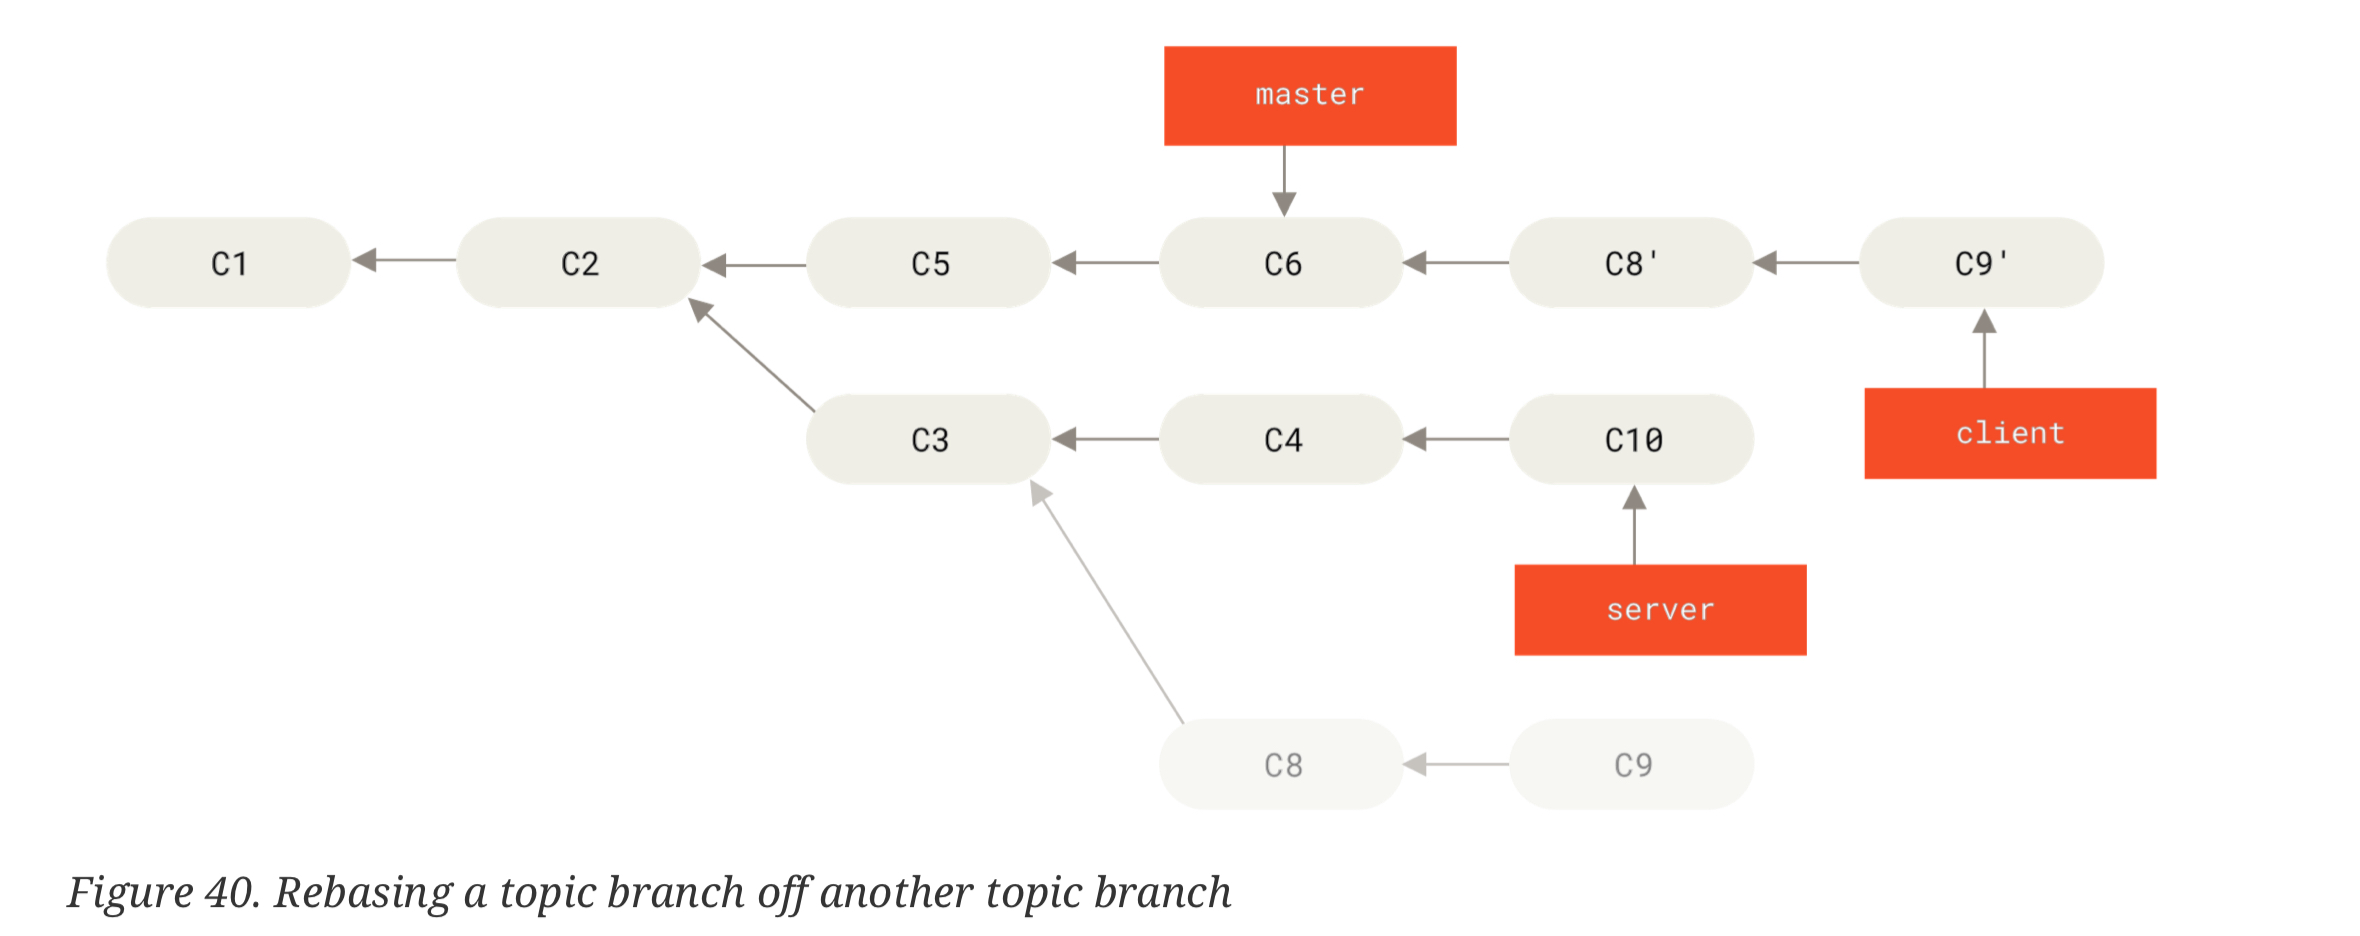 master
C1
C2
C5
C6
C8'
C9'
C3
C4
C10
client
server
C8
C9
Figure 40. Rebasing a topic branch off another topic branch